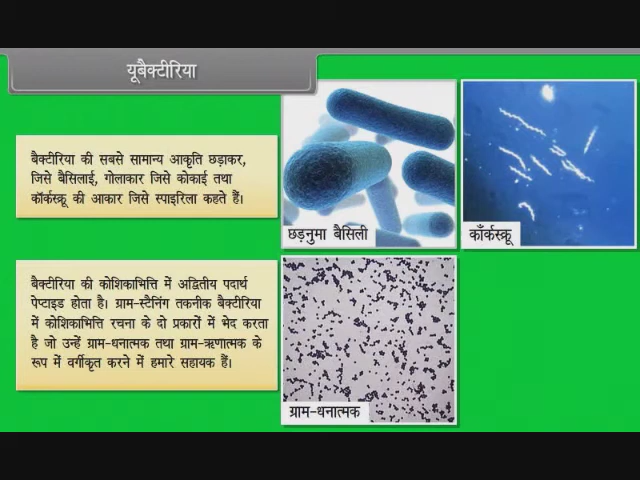 यूबैक्टीरिया
बैक्टीरिया की सबसे सामान्य आकृति छड़ाकर,
जिसे बैसिलाई, गोलाकार जिसे कोकाई तथा
कॉर्कस्क्रू की आकार जिसे स्पाइरिला कहते हैं।
छड़नुमा बैसिली
कॉर्कस्क्रू
बैक्टीरिया की कोशिकाभित्ति में अद्वितीय पदार्थ
पेप्टाइड होता है। ग्राम-स्टैनिंग तकनीक बैक्टीरिया
में कोशिकाभित्ति रचना के दो प्रकारों में भेद करता
है जो उन्हें ग्राम-धनात्मक तथा ग्राम-ऋणात्मक के
रूप में वर्गीकृत करने में हमारे सहायक हैं।
ग्राम-धनात्मक